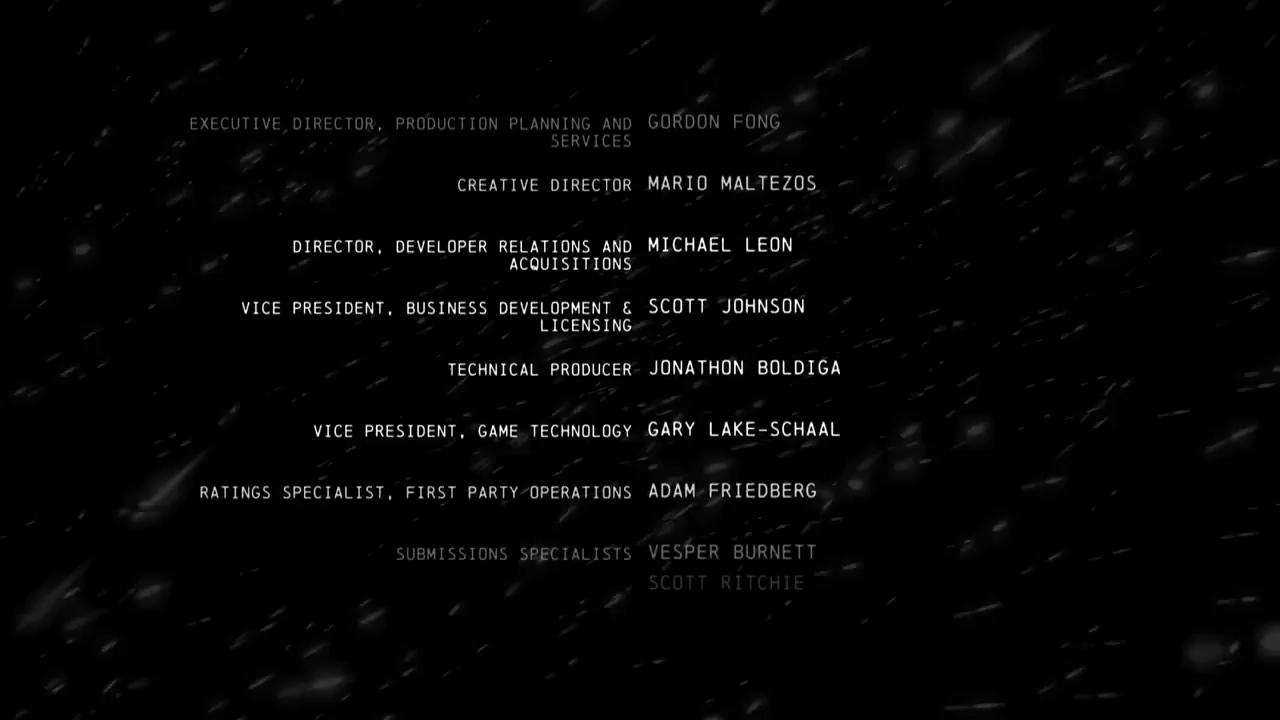 EXECUTIVE DIRECTOR, PRODUCTION PLANNING AND GORDON FONG
SERVICES
CREATIVE DIRECTOR MARIO MALTEZOS
DIRECTOR, DEVELOPER RELATIONS AND MICHAEL LEON
ACQUISITIONS
VICE PRESIDENT, BUSINESS DEVELOPMENT & SCOTT JOHNSON
LICENSING
TECHNICAL PRODUCER JONATHON BOLDIGA
VICE PRESIDENT, GAME TECHNOLOGY GARY LAKE-SCHAAL
RATINGS SPECIALIST, FIRST PARTY OPERATIONS ADAM FRIEDBERG
SUBMISSIONS SPECIALISTS VESPER BURNETT
SCOTT RITCHIE